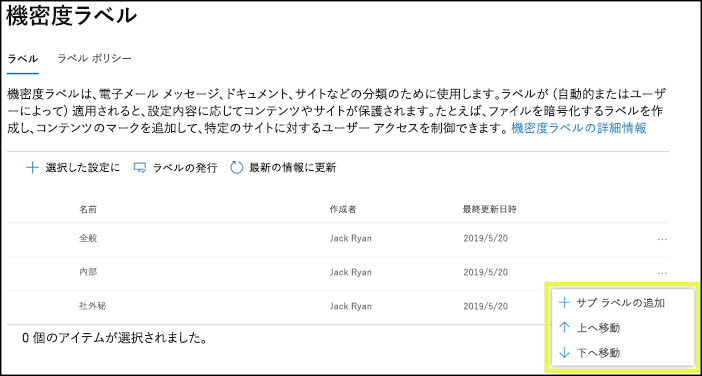 機密度ラベル
ラベル ラベル ポリシー
機密度ラベルは、電子メール メッセージ、ドキュメント、サイトなどの分類のために使用します。ラベルが (自動的またはユーザ
ーによって) 適用されると、設定内容に応じてコンテンツやサイトが保護されます。たとえば、ファイルを暗号化するラベルを作
成し、コンテンツのマークを追加して、特定のサイトに対するユーザー アクセスを制御できます。 機密度ラベルの詳細情報
選択した設定に ラベルの発行 最新の情報に更新
名前 作成者 最終更新日時
全般 Jack Ryan 2019/5/20 ...
内部 Jack Ryan 2019/5/20 ...
社外秘 Jack Ryan 2019/5/20
サブ ラベルの追加
上へ移動
下へ移動
0 個のアイテムが選択されました。